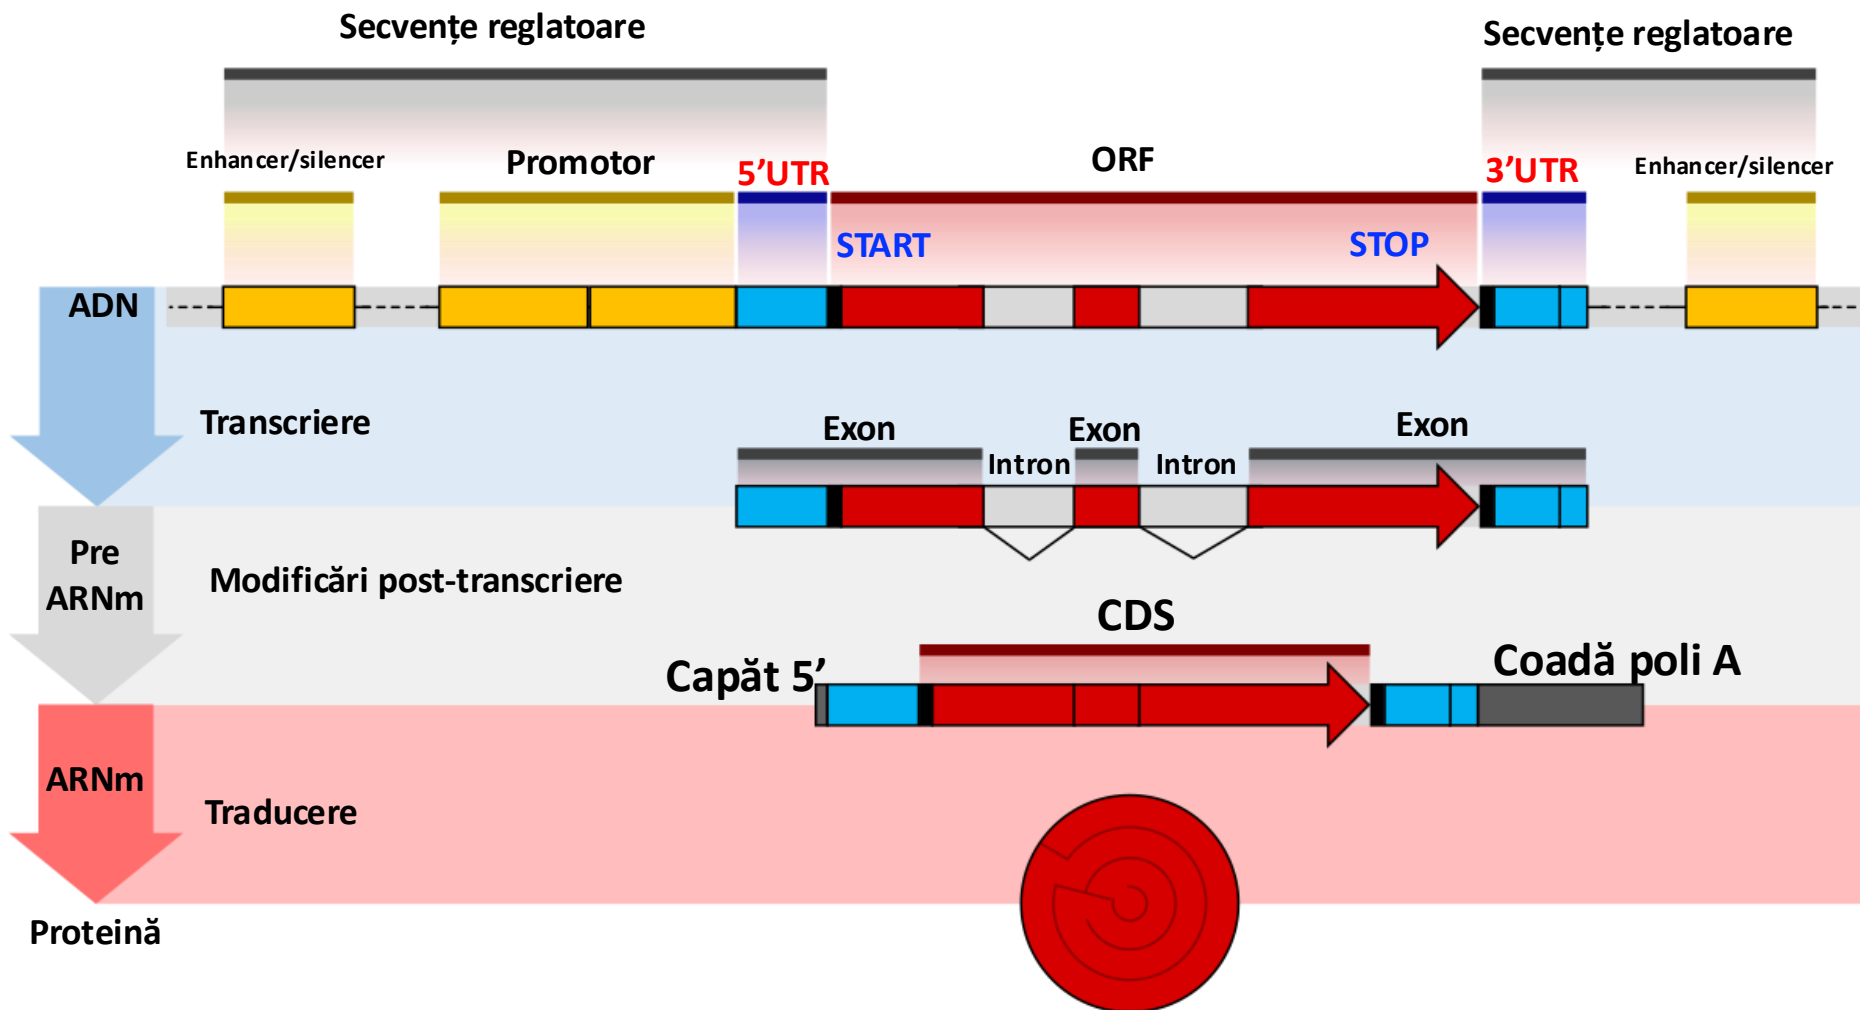 Secvențe reglatoare
Secvențe reglatoare
Enhancer/silencer
Promotor
5’UTR
ORF
3’UTR
Enhancer/silencer
START
STOP
ADN
Transcriere
Exon
Exon
Exon
Intron
Intron
Pre
ARNm
Modificări post-transcriere
CDS
Capăt 5’
Coadă poli A
ARNm
Traducere
Proteină